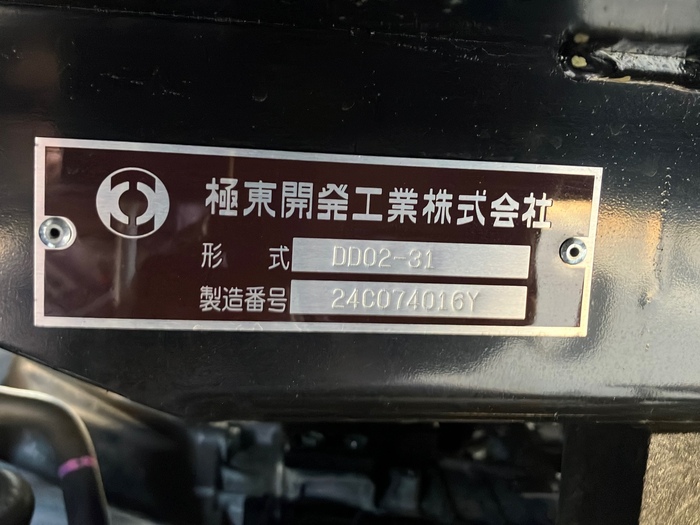 極東開発工業株式会社
形 式 DD02-31
製造番号 24C074016Y